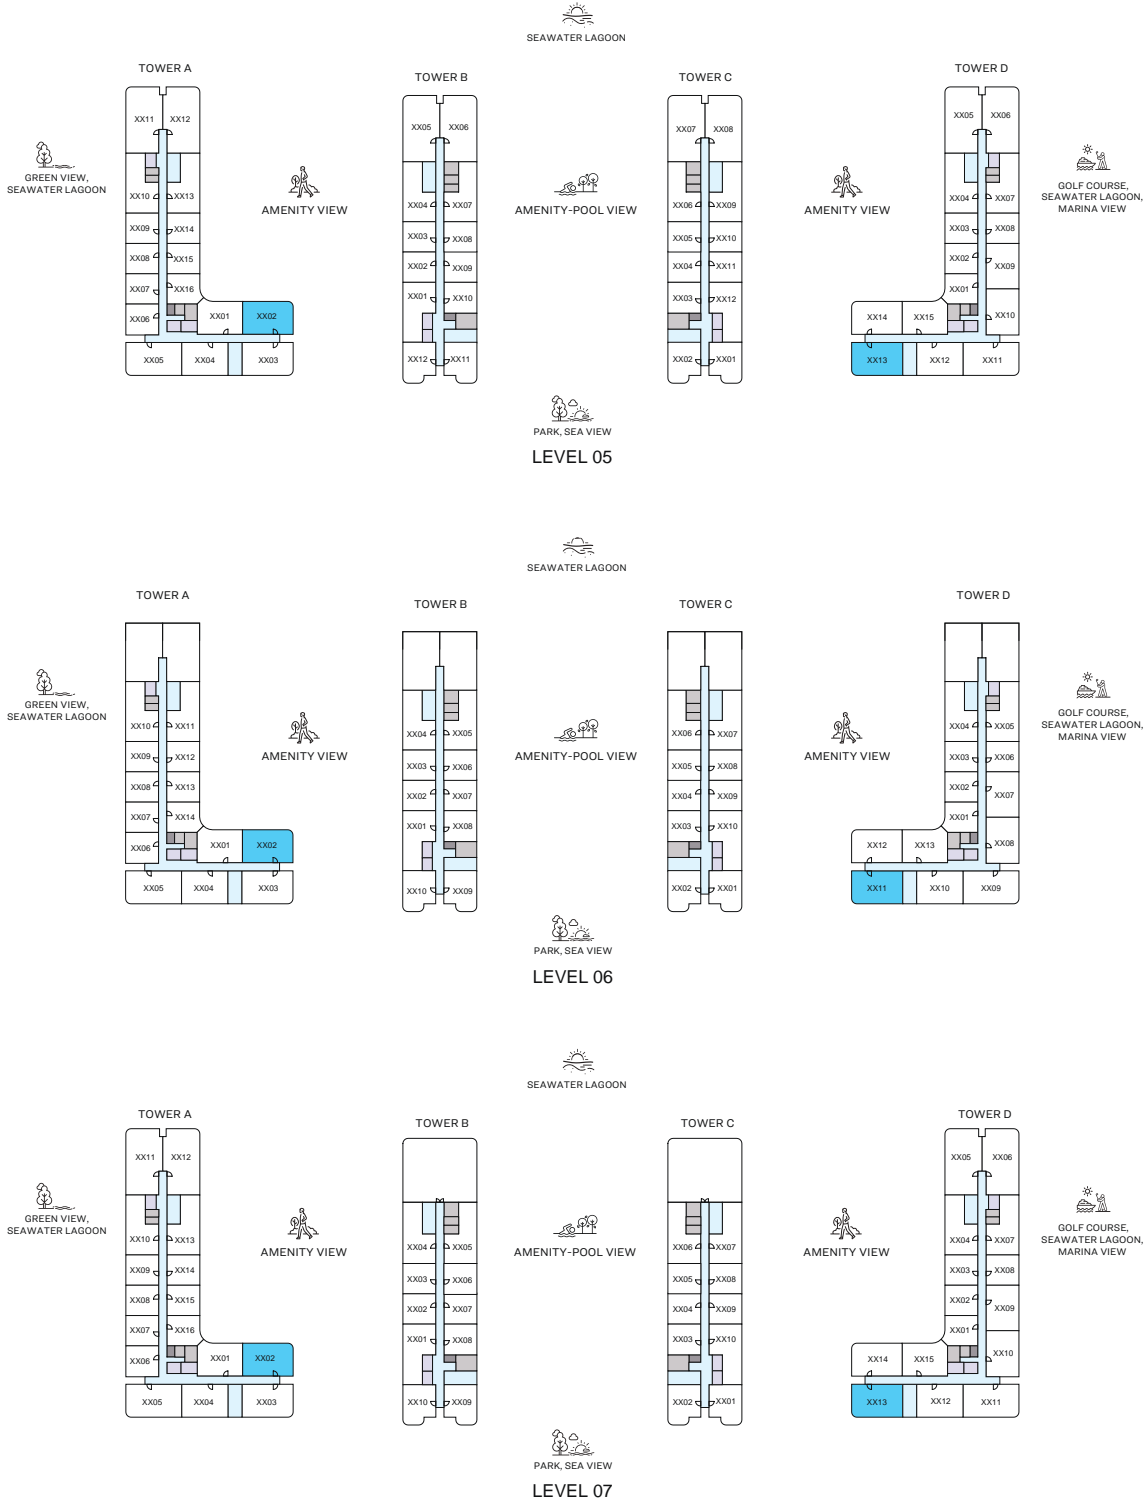 SEAWATER LAGOON
TOWER A
TOWER B
TOWER C
TOWER D
XX11 XX12
XX05 XX06
XX07 XX08
XX05 XX06
GREEN VIEW,
SEAWATER LAGOON
AMENITY VIEW
AMENITY-POOL VIEW
AMENITY VIEW
GOLF COURSE,
SEAWATER LAGOON,
MARINA VIEW
XX10 XX13
XX04 XX07
XX06 XX09
XX04 XX07
XX09 XX14
XX03 XX08
XX05 XX10
XX03 XX08
XX08 XX15
XX02 XX09
XX04 XX11
XX02 XX09
XX07 XX16
XX01 XX10
XX03 XX12
XX01
XX06 XX01 XX02
XX14 XX15 XX10
XX05 XX04 XX03
XX12 XX11
XX02 XX01
XX13 XX12 XX11
PARK, SEA VIEW
LEVEL 05
SEAWATER LAGOON
TOWER A
TOWER B
TOWER C
TOWER D
GREEN VIEW,
SEAWATER LAGOON
AMENITY VIEW
AMENITY-POOL VIEW
AMENITY VIEW
GOLF COURSE,
SEAWATER LAGOON,
MARINA VIEW
XX10 XX11
XX04 XX05
XX06 XX07
XX04 XX05
XX09 XX12
XX03 XX06
XX05 XX08
XX03 XX06
XX08 XX13
XX02 XX07
XX04 XX09
XX02 XX07
XX07 XX14
XX01 XX08
XX03 XX10
XX01
XX06 XX01 XX02
XX12 XX13 XX08
XX05 XX04 XX03
XX10 XX09
XX02 XX01
XX11 XX10 XX09
PARK, SEA VIEW
LEVEL 06
SEAWATER LAGOON
TOWER A
TOWER B
TOWER C
TOWER D
XX11 XX12
XX05 XX06
GREEN VIEW,
SEAWATER LAGOON
AMENITY VIEW
AMENITY-POOL VIEW
AMENITY VIEW
GOLF COURSE,
SEAWATER LAGOON,
MARINA VIEW
XX10 XX13
XX04 XX05
XX06 XX07
XX04 XX07
XX09 XX14
XX03 XX06
XX05 XX08
XX03 XX08
XX08 XX15
XX02 XX07
XX04 XX09
XX02 XX09
XX07 XX16
XX01 XX08
XX03 XX10
XX01
XX06 XX01 XX02
XX14 XX15 XX10
XX05 XX04 XX03
XX10 XX09
XX02 XX01
XX13 XX12 XX11
PARK, SEA VIEW
LEVEL 07